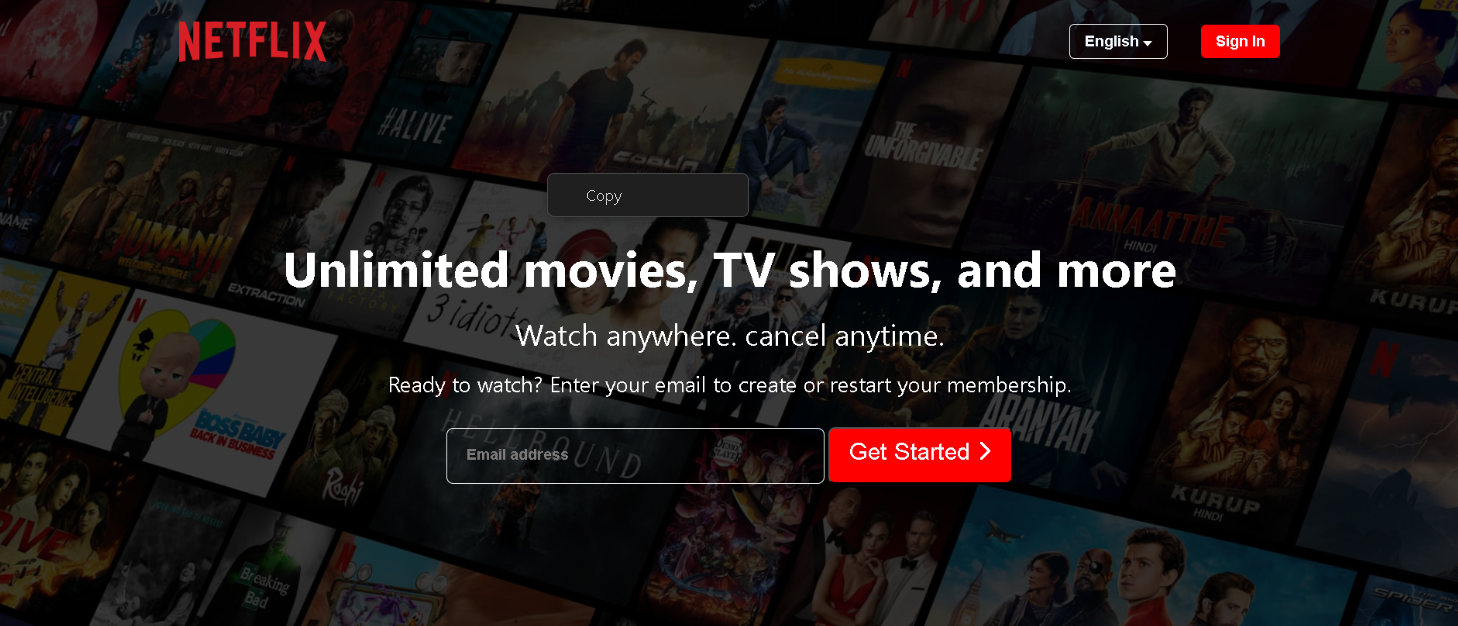 NETFLIX
English
Sign In
TWO
#ALIVE
THE
UNFORGIVABLE
ANNAATTHE
HINDI
JUMANJI
Copy
EXTRACTION
FACTORY
3 idiots
KURUP
Unlimited movies, TV shows, and more
Watch anywhere. cancel anytime.
Ready to watch? Enter your email to create or restart your membership.
CENTRAL
INTELLIGENCE
BOSS BABY
BACK IN BUSINESS
HELLBOUND
ARANYAK
Email address
Get Started
Roohi
KURUP
HINDI
Breaking
Bad
SPIDER